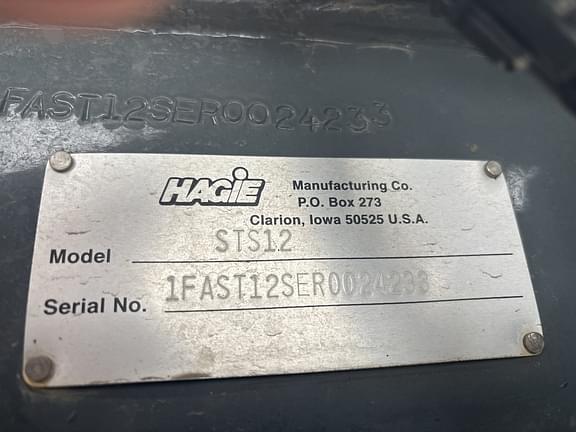 FAST12SER0024233
HAGIE
Manufacturing Co.
P.O. Box 273
Clarion, Iowa 50525 U.S.A.
Model STS12
Serial No. 1FAST12SER0024233